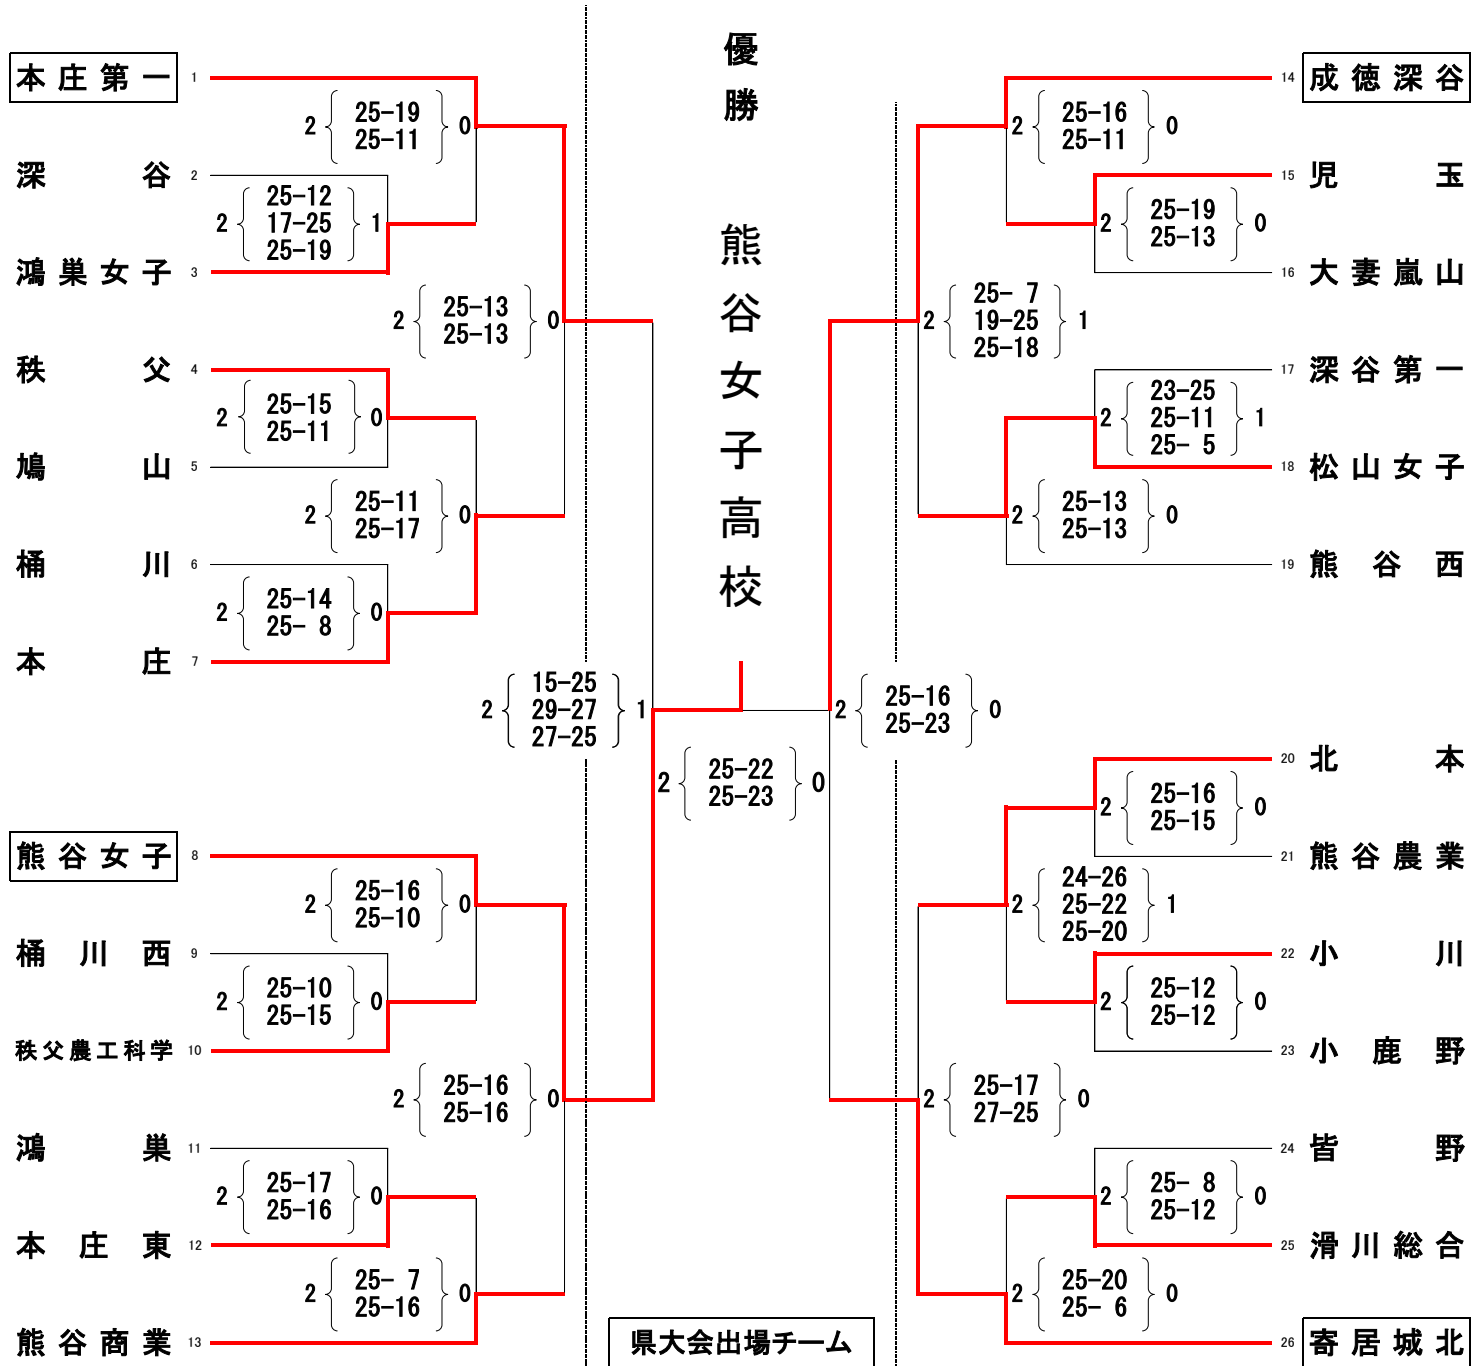 優勝 熊谷女子高校
本庄第一 1
2 25-19 0
25-11
深谷 2
2 25-12 1
17-25
25-19
鴻巣女子 3
2 25-13 0
25-13
秩父 4
2 25-15 0
25-11
鳩山 5
2 25-11 0
25-17
桶川 6
2 25-14 0
25- 8
本庄 7
2 15-25 1
29-27
27-25
2 25-22 0
25-23
熊谷女子 8
2 25-16 0
25-10
桶川西 9
2 25-10 0
25-15
秩父農工科学 10
2 25-16 0
25-16
鴻巣 11
2 25-17 0
25-16
本庄東 12
2 25- 7 0
25-16
熊谷商業 13
14 成徳深谷
2 25-16 0
25-11
15 児玉
2 25-19 0
25-13
16 大妻嵐山
2 25- 7 1
19-25
25-18
17 深谷第一
2 23-25 1
25-11
25- 5
18 松山女子
2 25-13 0
25-13
19 熊谷西
2 25-16 0
25-23
20 北本
2 25-16 0
25-15
21 熊谷農業
2 24-26 1
25-22
25-20
22 小川
2 25-12 0
25-12
23 小鹿野
2 25-17 0
27-25
24 皆野
2 25- 8 0
25-12
25 滑川総合
2 25-20 0
25- 6
26 寄居城北
県大会出場チーム